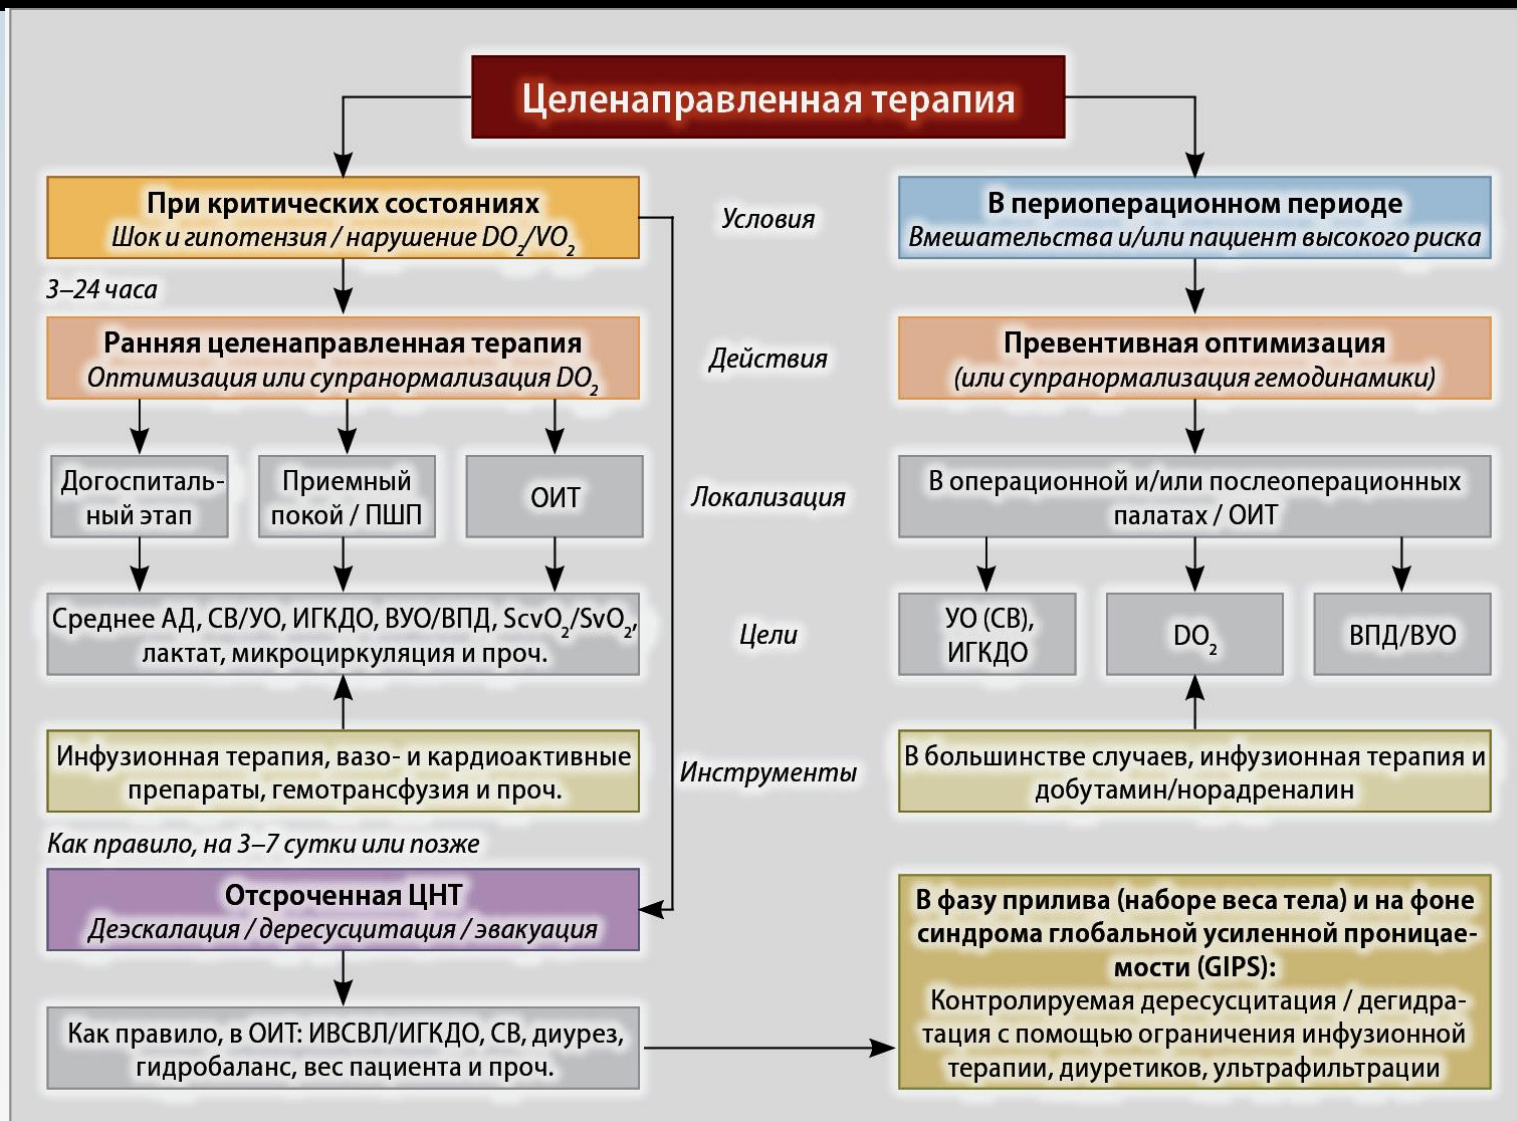 Целенаправленная терапия
При критических состояниях
Шок и гипотензия / нарушение DO₂/VO₂
Условия
В периоперационном периоде
Вмешательства и/или пациент высокого риска
3–24 часа
Ранняя целенаправленная терапия
Оптимизация или супранормализация DO₂
Действия
Превентивная оптимизация
(или супранормализация гемодинамики)
Догоспиталь-
ный этап
Приемный
покой / ПШП
ОИТ
Локализация
В операционной и/или послеоперационных
палатах / ОИТ
Среднее АД, СВ/УО, ИГКДО, ВУО/ВПД, ScvO₂/SvO₂,
лактат, микроциркуляция и проч.
Цели
УО (СВ),
ИГКДО
DO₂
ВПД/ВУО
Инфузионная терапия, вазо- и кардиоактивные
препараты, гемотрансфузия и проч.
Инструменты
В большинстве случаев, инфузионная терапия и
добутамин/норадреналин
Как правило, на 3–7 сутки или позже
Отсроченная ЦНТ
Деэскалация / дересусцитация / эвакуация
Как правило, в ОИТ: ИВСВЛ/ИГКДО, СВ, диурез,
гидробаланс, вес пациента и проч.
В фазу прилива (наборе веса тела) и на фоне
синдрома глобальной усиленной проницае-
мости (GIPS):
Контролируемая дересусцитация / дегидра-
тация с помощью ограничения инфузионной
терапии, диуретиков, ультрафильтрации